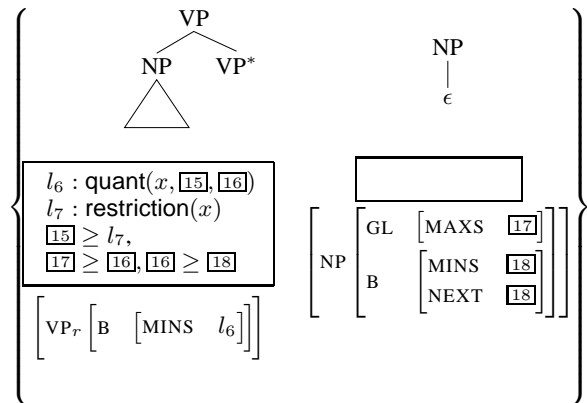 VP
NP VP*
l6 : quant(x, 15, 16)
l7 : restriction(x)
15 ≥ l7,
17 ≥ 16, 16 ≥ 18
[VPr [B [MINS l6]]]
NP
ϵ
[NP [GL [MAXS 17]
B [MINS 18
NEXT 18]]]